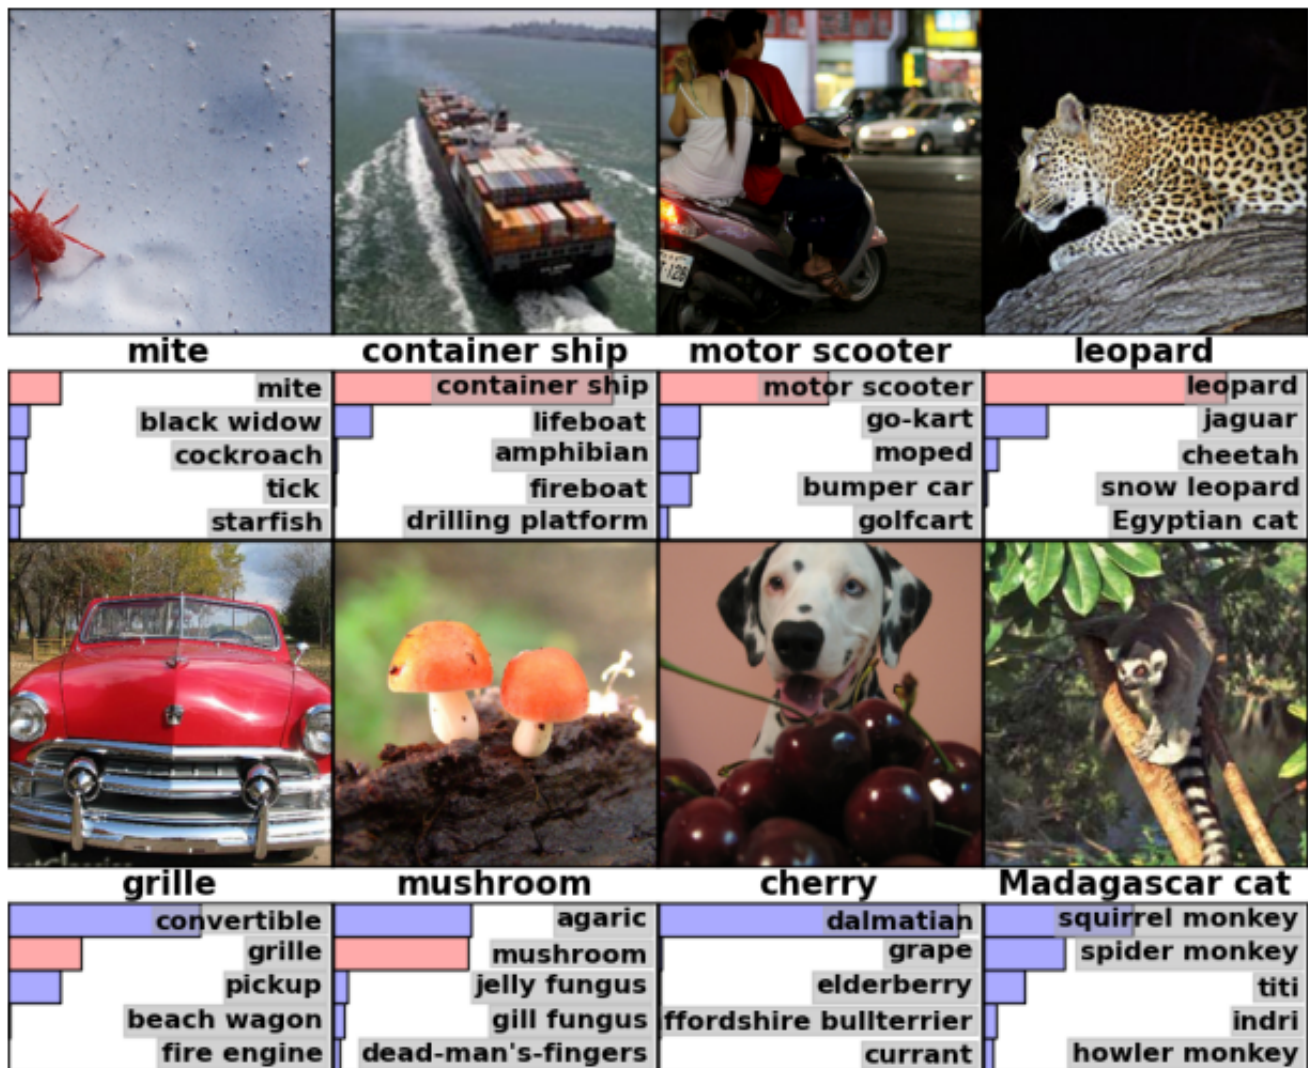 mite
container ship
motor scooter
leopard
mite
black widow
cockroach
tick
starfish
container ship
lifeboat
amphibian
fireboat
drilling platform
motor scooter
go-kart
moped
bumper car
golfcart
leopard
jaguar
cheetah
snow leopard
Egyptian cat
grille
mushroom
cherry
Madagascar cat
convertible
grille
pickup
beach wagon
fire engine
agaric
mushroom
jelly fungus
gill fungus
dead-man's-fingers
dalmatian
grape
elderberry
ffordshire bullterrier
currant
squirrel monkey
spider monkey
titi
indri
howler monkey